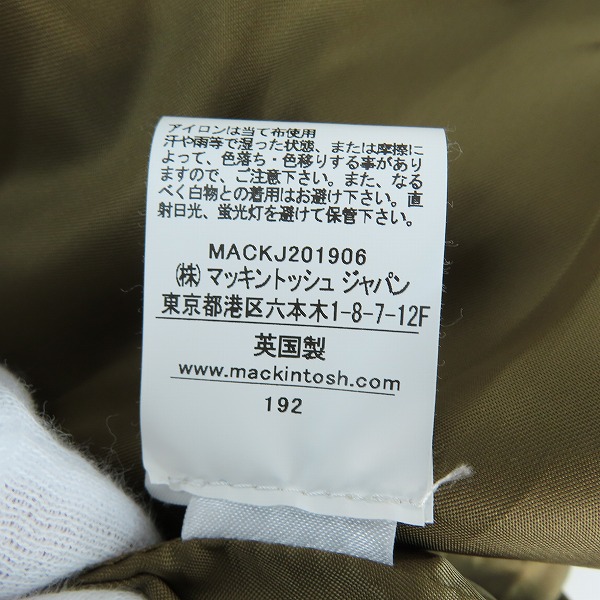 アイロンは当て布使用
汗や雨等で湿った状態、または摩擦に
よって、色落ち・色移りする事があり
ますので、ご注意下さい。また、なる
べく白物との着用はお避け下さい。直
射日光、蛍光灯を避けて保管下さい。
MACKJ201906
(株)マッキントッシュ ジャパン
東京都港区六本木1-8-7-12F
英国製
www.mackintosh.com
192